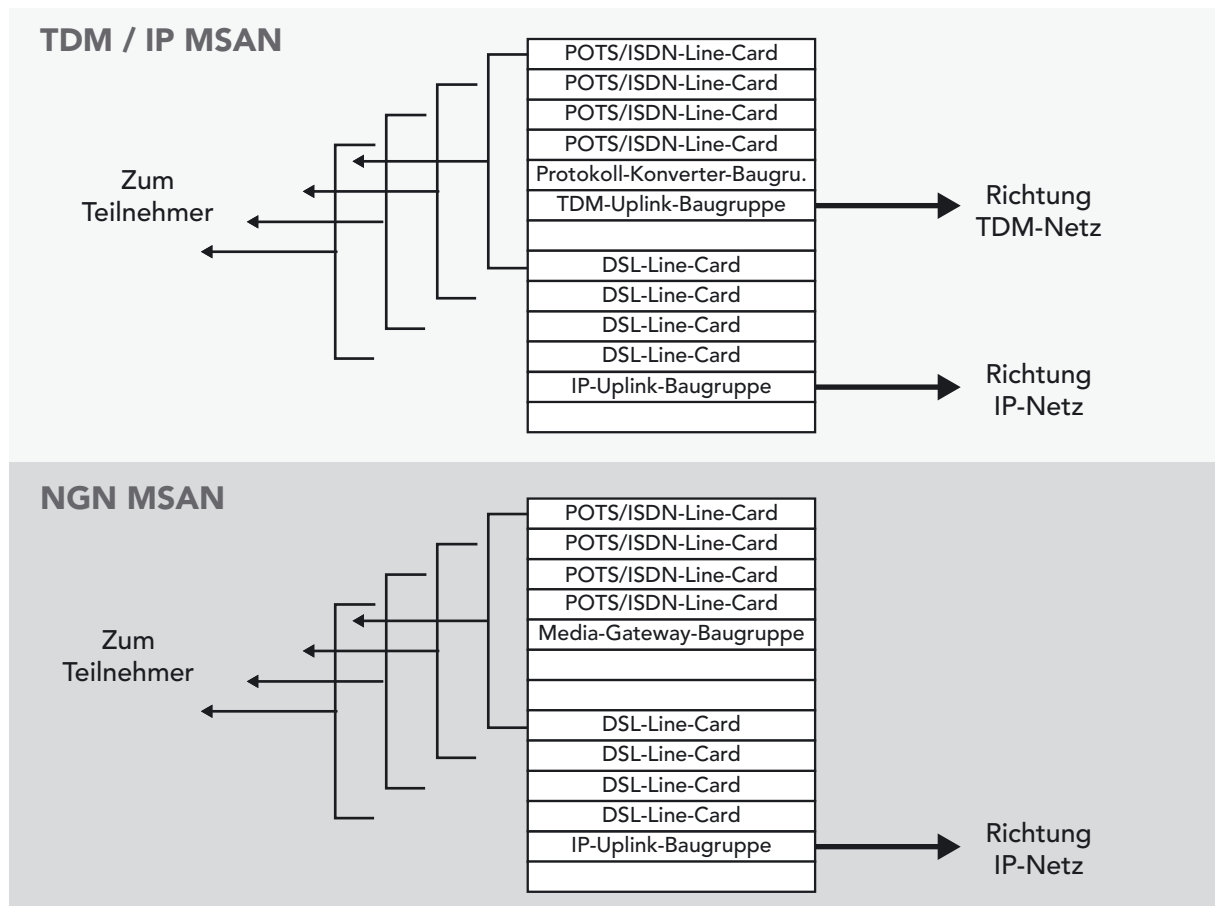 TDM / IP MSAN
POTS/ISDN-Line-Card
POTS/ISDN-Line-Card
POTS/ISDN-Line-Card
POTS/ISDN-Line-Card
Protokoll-Konverter-Baugru.
TDM-Uplink-Baugruppe
DSL-Line-Card
DSL-Line-Card
DSL-Line-Card
DSL-Line-Card
IP-Uplink-Baugruppe
Zum
Teilnehmer
Richtung
TDM-Netz
Richtung
IP-Netz
NGN MSAN
POTS/ISDN-Line-Card
POTS/ISDN-Line-Card
POTS/ISDN-Line-Card
POTS/ISDN-Line-Card
Media-Gateway-Baugruppe
DSL-Line-Card
DSL-Line-Card
DSL-Line-Card
DSL-Line-Card
IP-Uplink-Baugruppe
Zum
Teilnehmer
Richtung
IP-Netz